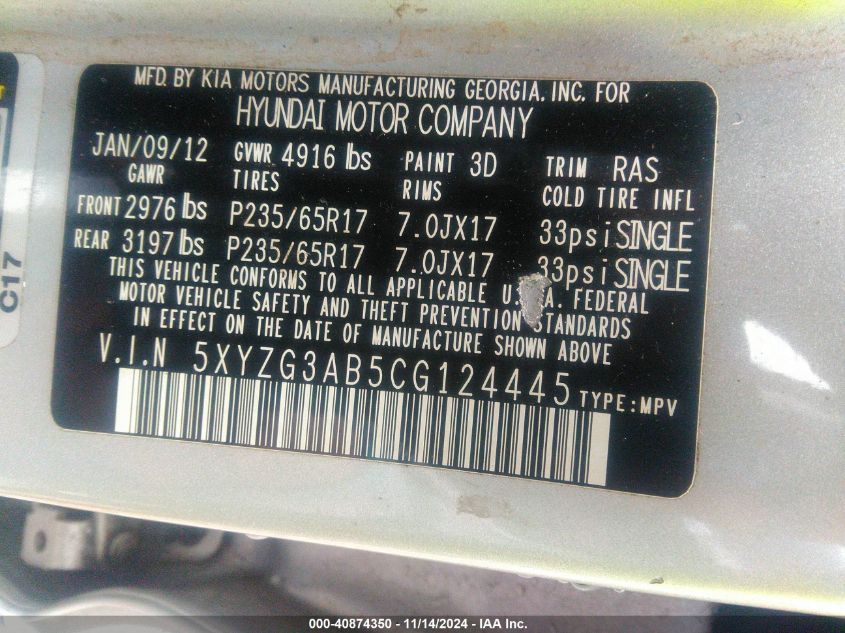 MFD. BY KIA MOTORS MANUFACTURING GEORGIA. INC. FOR
HYUNDAI MOTOR COMPANY
JAN/09/12 GVWR 4916 lbs PAINT 3D TRIM RAS
GAWR TIRES RIMS COLD TIRE INFL
FRONT 2976 lbs P235/65R17 7.0JX17 33psi SINGLE
REAR 3197 lbs P235/65R17 7.0JX17 33psi SINGLE
THIS VEHICLE CONFORMS TO ALL APPLICABLE U. A. FEDERAL
MOTOR VEHICLE SAFETY AND THEFT PREVENTION STANDARDS
IN EFFECT ON THE DATE OF MANUFACTURE SHOWN ABOVE
V.I.N 5XYZG3AB5CG124445 TYPE:MPV
C17
000-40874350 - 11/14/2024 - IAA Inc.